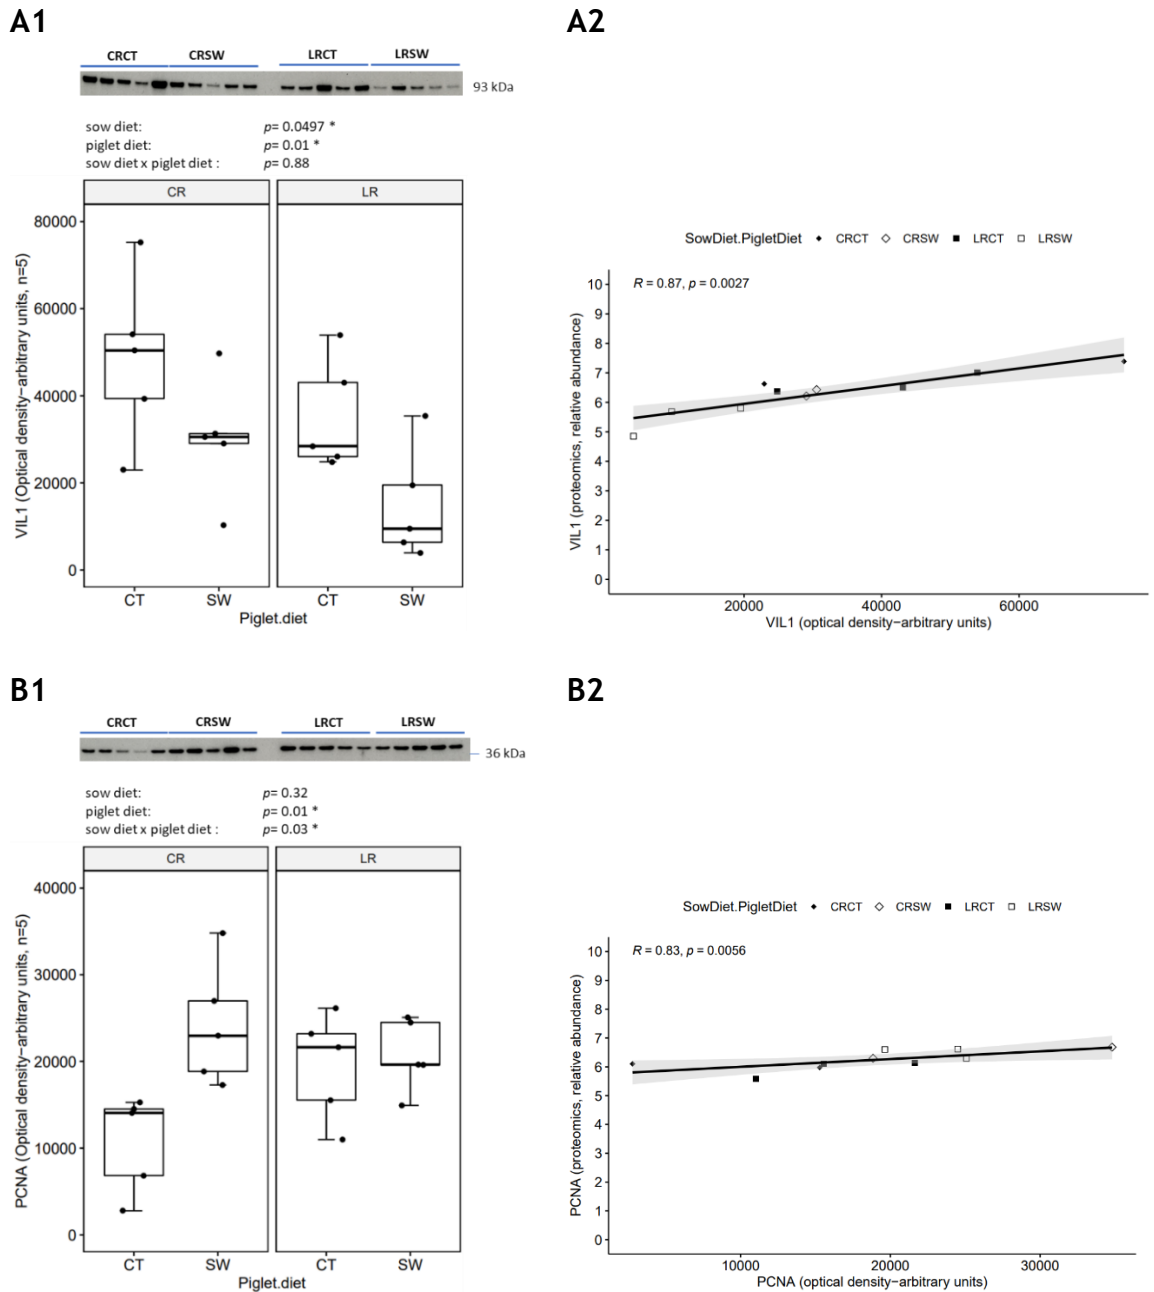 A1
CRCT CRSW LRCT LRSW
93 kDa
sow diet: p= 0.0497 *
piglet diet: p= 0.01 *
sow diet x piglet diet : p= 0.88
CR LR
VIL1 (Optical density−arbitrary units, n=5)
80000
60000
40000
20000
0
CT SW CT SW
Piglet.diet
A2
SowDiet.PigletDiet CRCT CRSW LRCT LRSW
R = 0.87, p = 0.0027
VIL1 (proteomics, relative abundance)
10
9
8
7
6
5
4
3
2
1
0
20000 40000 60000
VIL1 (optical density−arbitrary units)
B1
CRCT CRSW LRCT LRSW
36 kDa
sow diet: p= 0.32
piglet diet: p= 0.01 *
sow diet x piglet diet : p= 0.03 *
CR LR
PCNA (Optical density−arbitrary units, n=5)
40000
30000
20000
10000
0
CT SW CT SW
Piglet.diet
B2
SowDiet.PigletDiet CRCT CRSW LRCT LRSW
R = 0.83, p = 0.0056
PCNA (proteomics, relative abundance)
10
9
8
7
6
5
4
3
2
1
0
10000 20000 30000
PCNA (optical density−arbitrary units)